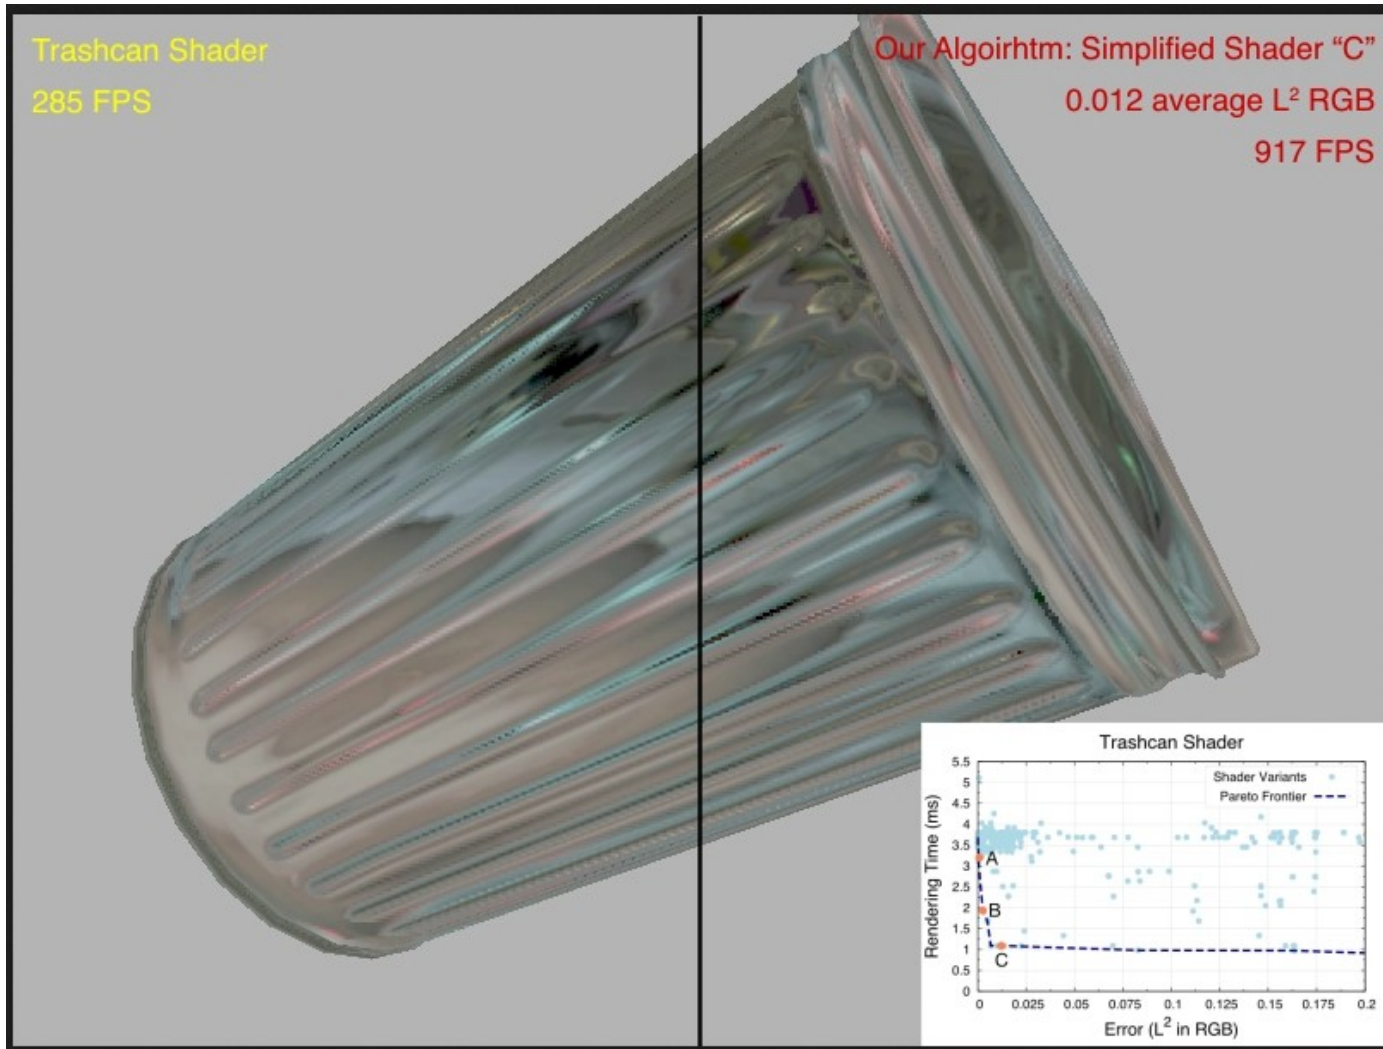 Trashcan Shader
285 FPS
Our Algoirhtm: Simplified Shader “C”
0.012 average L² RGB
917 FPS
Trashcan Shader
Rendering Time (ms)
5.5
5
4.5
4
3.5
3
2.5
2
1.5
1
0.5
0
Shader Variants
Pareto Frontier
A
B
C
0 0.025 0.05 0.075 0.1 0.125 0.15 0.175 0.2
Error (L² in RGB)